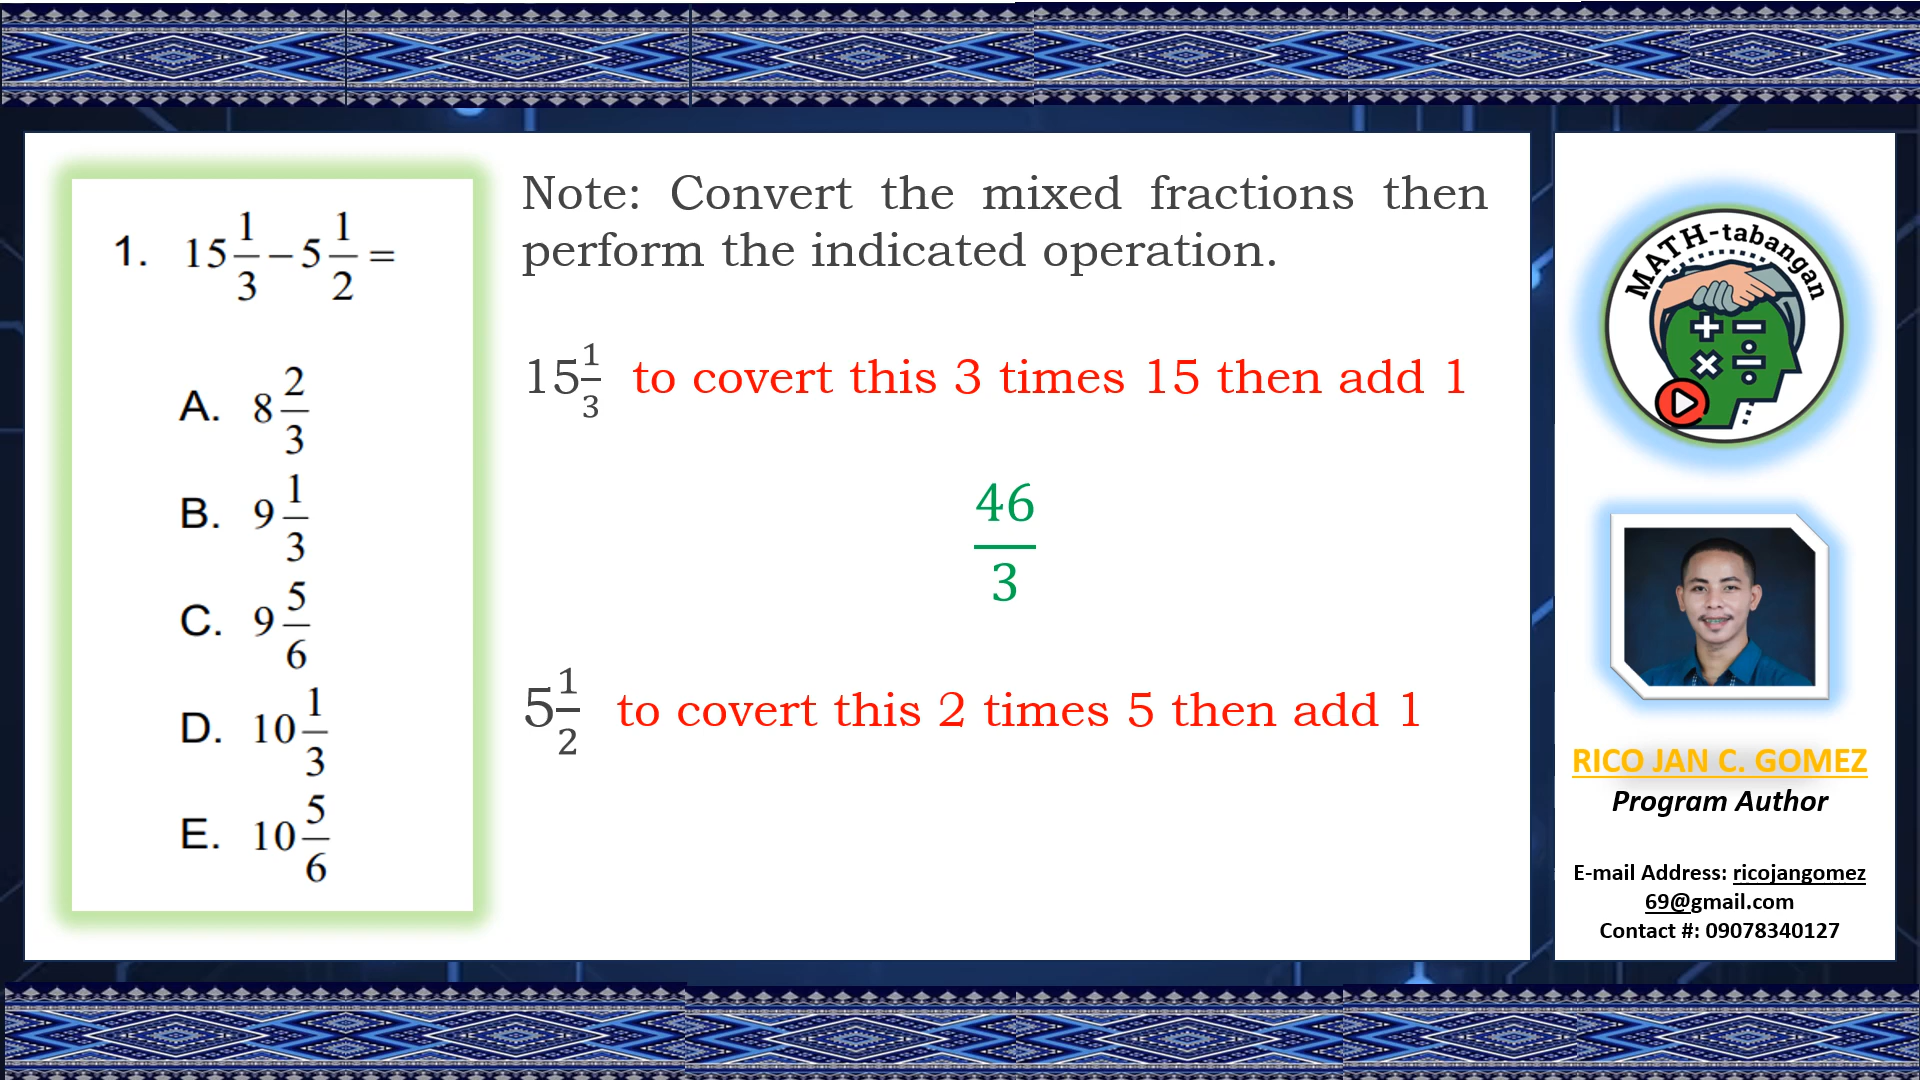 1. 15 1/3 − 5 1/2 =
A. 8 2/3
B. 9 1/3
C. 9 5/6
D. 10 1/3
E. 10 5/6
Note: Convert the mixed fractions then
perform the indicated operation.
15 1/3 to covert this 3 times 15 then add 1
46/3
5 1/2 to covert this 2 times 5 then add 1
MATH-tabangan
RICO JAN C. GOMEZ
Program Author
E-mail Address: ricojangomez
69@gmail.com
Contact #: 09078340127